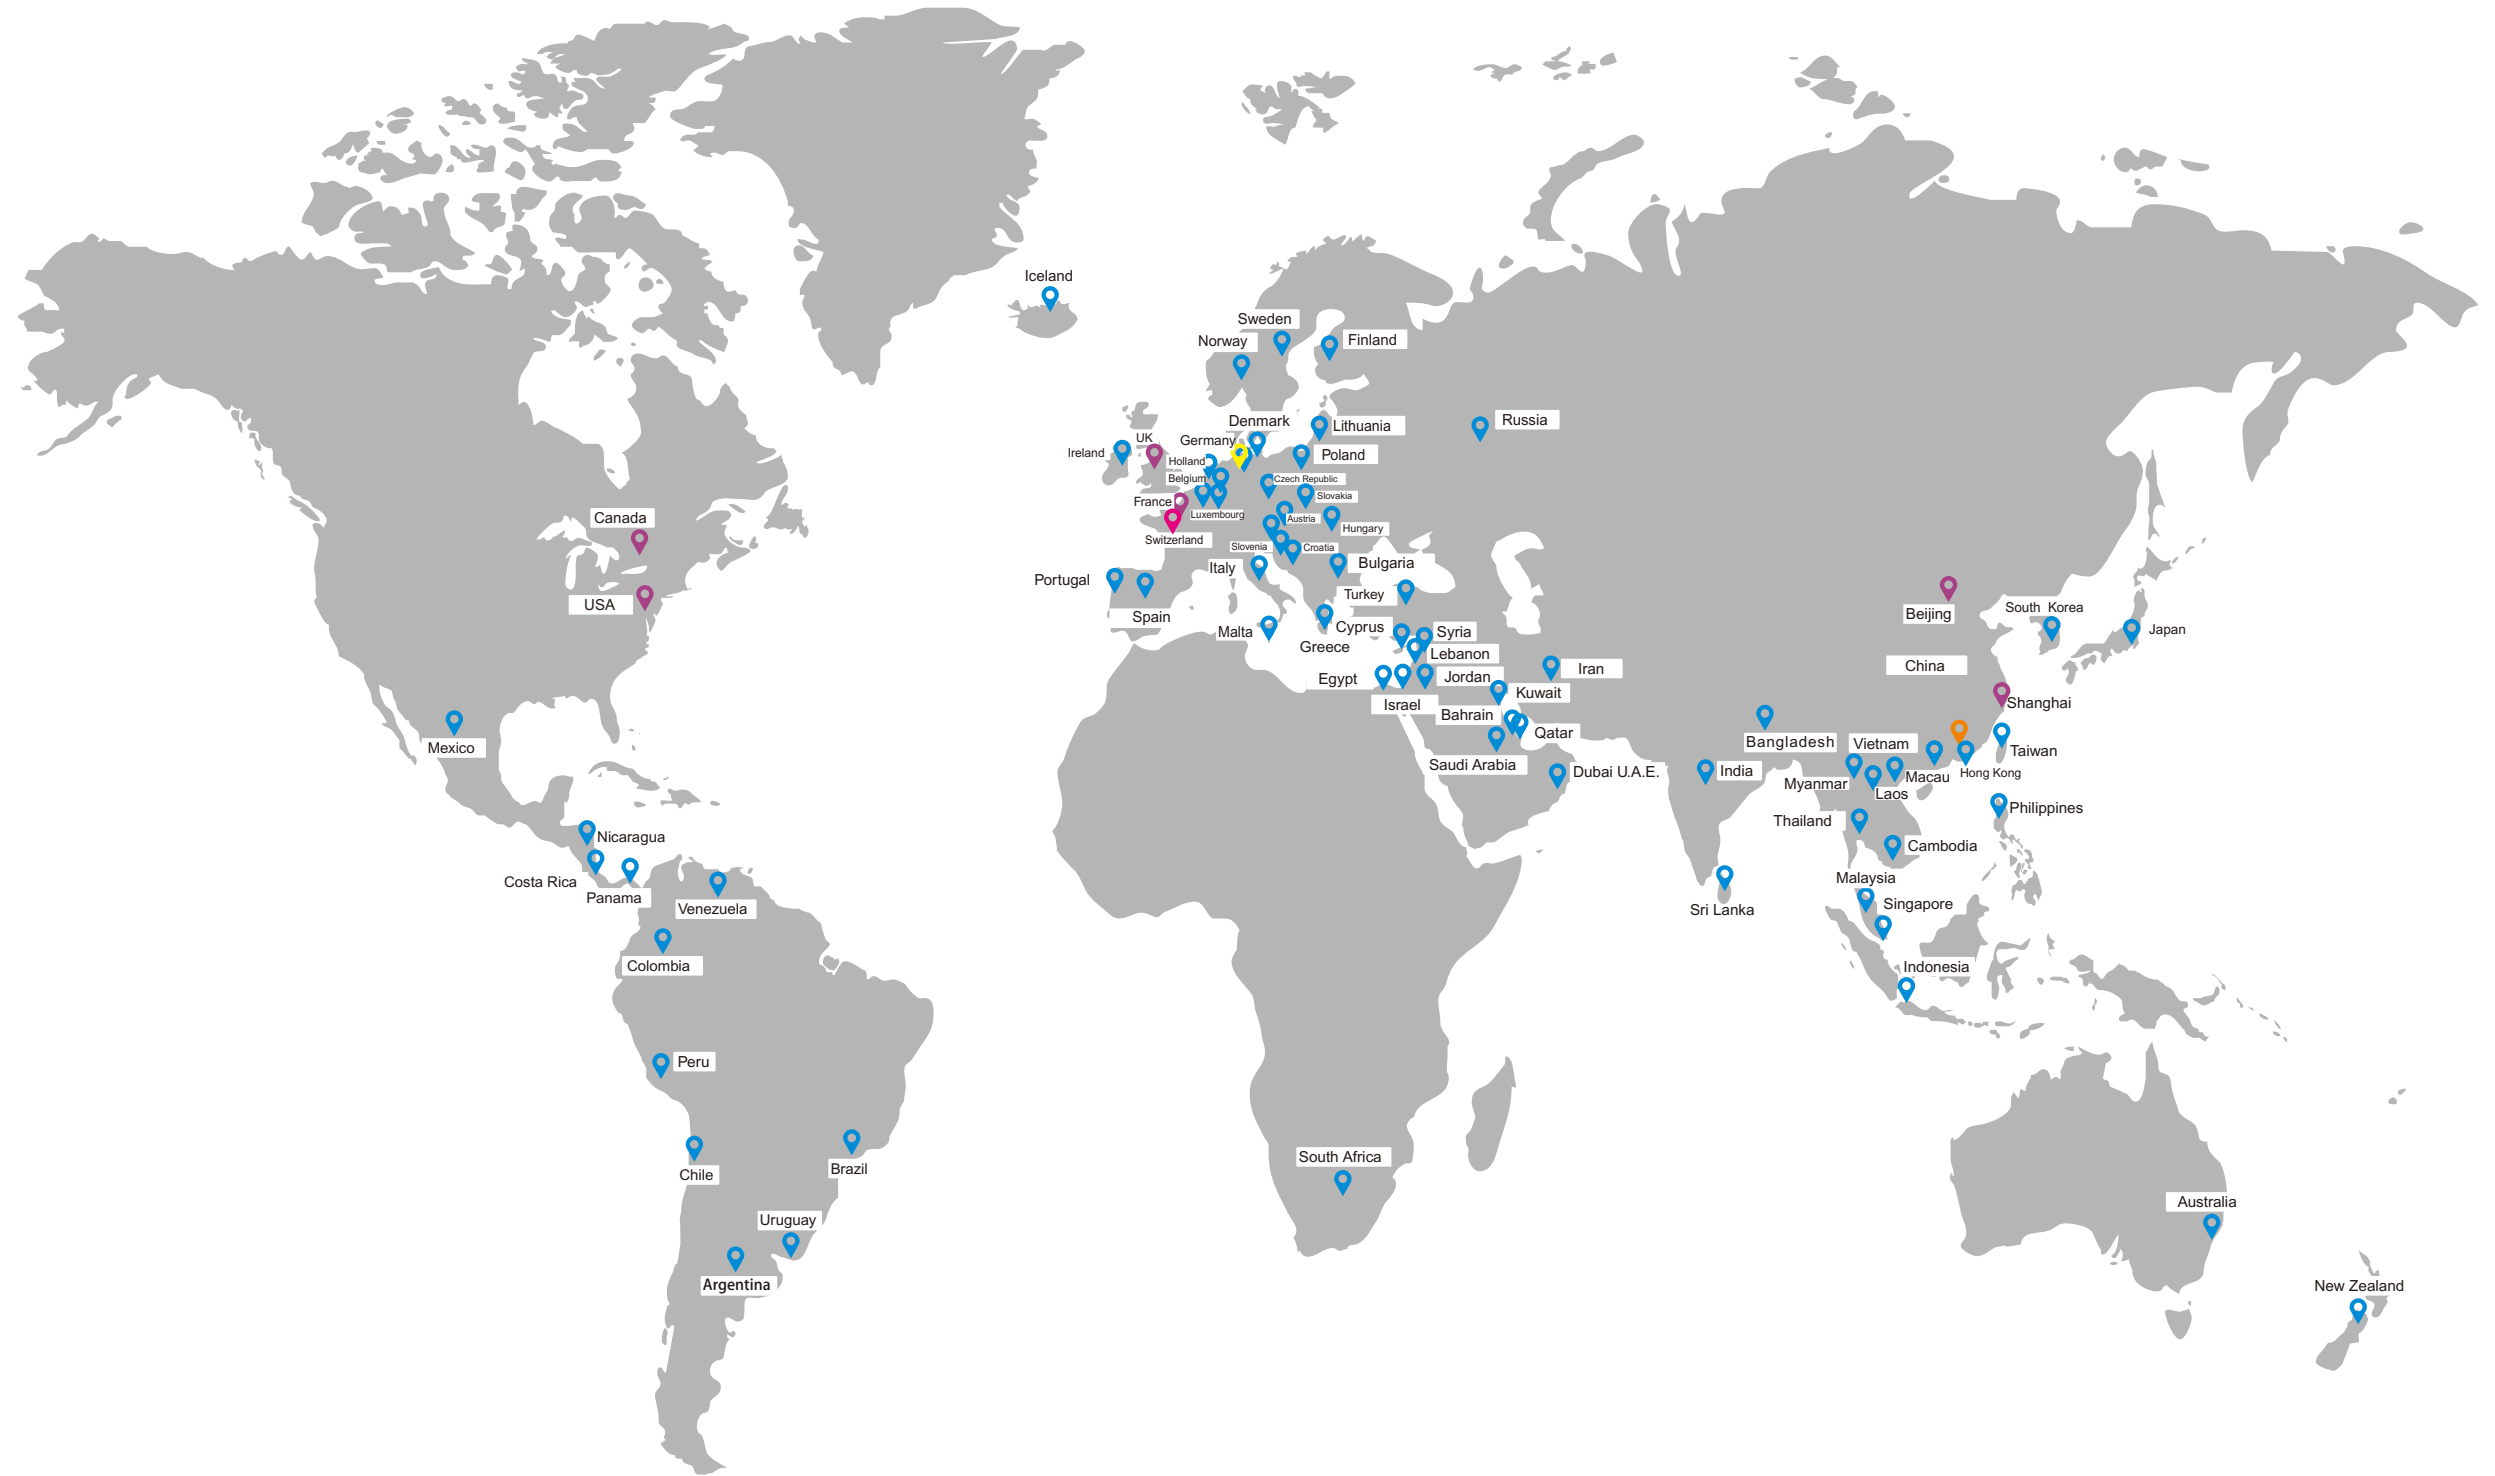 Iceland
Sweden
Norway
Finland
Denmark
Lithuania
Russia
UK
Germany
Ireland
Holland
Poland
Belgium
Czech Republic
Slovakia
France
Luxembourg
Austria
Hungary
Switzerland
Slovenia
Croatia
Italy
Bulgaria
Portugal
Spain
Turkey
Malta
Greece
Cyprus
Syria
Lebanon
Egypt
Jordan
Israel
Iran
Kuwait
Bahrain
Qatar
Saudi Arabia
Dubai U.A.E.
Canada
USA
Mexico
Nicaragua
Costa Rica
Panama
Venezuela
Colombia
Peru
Chile
Brazil
Uruguay
Argentina
South Africa
Beijing
South Korea
Japan
China
Shanghai
Bangladesh
Vietnam
Taiwan
India
Myanmar
Macau
Hong Kong
Laos
Philippines
Thailand
Cambodia
Malaysia
Singapore
Sri Lanka
Indonesia
Australia
New Zealand